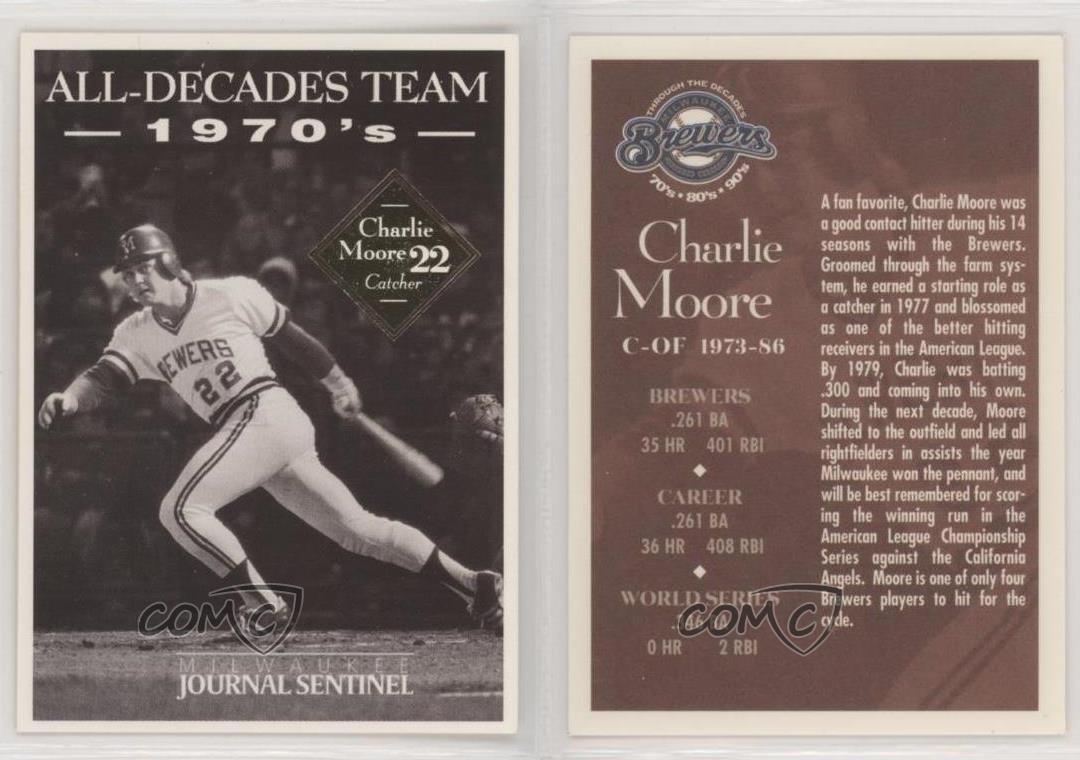 ALL-DECADES TEAM
1970's
Charlie
Moore 22
Catcher
BREWERS
22
COMC
MILWAUKEE
JOURNAL SENTINEL
THROUGH THE DECADES
MILWAUKEE
Brewers
70's • 80's • 90's
Charlie
Moore
C-OF 1973-86
BREWERS
.261 BA
35 HR 401 RBI
CAREER
.261 BA
36 HR 408 RBI
WORLD SERIES
BA
0 HR 2 RBI
COMC
A fan favorite, Charlie Moore was
a good contact hitter during his 14
seasons with the Brewers.
Groomed through the farm sys-
tem, he earned a starting role as
a catcher in 1977 and blossomed
as one of the better hitting
receivers in the American League.
By 1979, Charlie was batting
.300 and coming into his own.
During the next decade, Moore
shifted to the outfield and led all
rightfielders in assists the year
Milwaukee won the pennant, and
will be best remembered for scor-
ing the winning run in the
American League Championship
Series against the California
Angels. Moore is one of only four
Brewers players to hit for the
cycle.